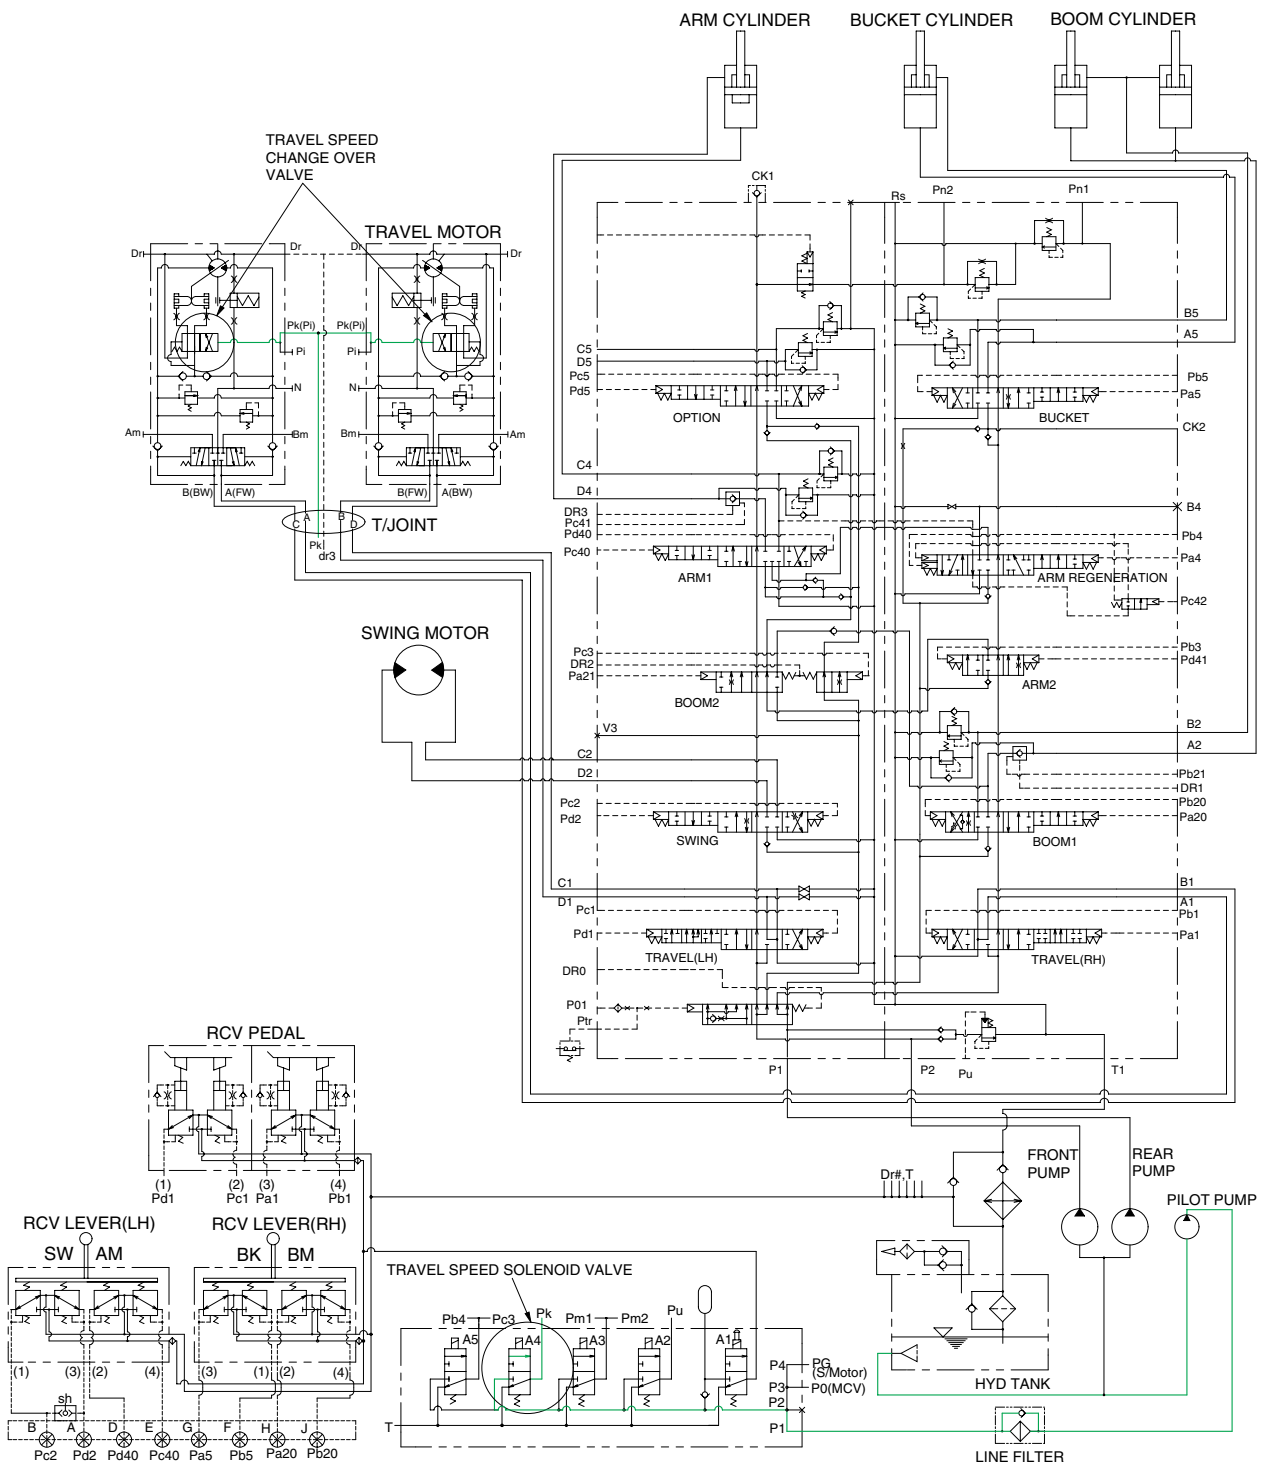 ARM CYLINDER
BUCKET CYLINDER
BOOM CYLINDER
TRAVEL SPEED
CHANGE OVER
VALVE
CK1
Rs
Pn2
Pn1
TRAVEL MOTOR
Dr
Dr
Dr
Dr
Pk(Pi)
Pk(Pi)
Pi
Pi
N
N
Am
Bm
Bm
Am
B(BW)
A(FW)
B(FW)
A(BW)
C
A
B
D
T/JOINT
Pk
dr3
C5
D5
Pc5
Pd5
OPTION
B5
A5
Pb5
Pa5
BUCKET
CK2
C4
D4
DR3
Pc41
Pd40
Pc40
ARM1
B4
Pb4
Pa4
ARM REGENERATION
Pc42
SWING MOTOR
Pc3
DR2
Pa21
BOOM2
Pb3
Pd41
ARM2
V3
C2
D2
B2
A2
Pb21
DR1
Pc2
Pd2
SWING
Pb20
Pa20
BOOM1
C1
D1
Pc1
Pd1
TRAVEL(LH)
B1
A1
Pb1
Pa1
TRAVEL(RH)
DR0
P01
Ptr
P1
P2
Pu
T1
RCV PEDAL
(1)
(2)
(3)
(4)
Pd1
Pc1
Pa1
Pb1
RCV LEVER(LH)
RCV LEVER(RH)
SW
AM
BK
BM
(1)
(3)
(2)
(4)
(3)
(1)
(2)
(4)
sh
B
A
D
E
G
F
H
J
Pc2
Pd2
Pd40
Pc40
Pa5
Pb5
Pa20
Pb20
Dr#,T
FRONT
PUMP
REAR
PUMP
PILOT PUMP
TRAVEL SPEED SOLENOID VALVE
Pb4
Pc3
Pk
Pm1
Pm2
Pu
A5
A4
A3
A2
A1
T
P4
PG
(S/Motor)
P3
P0(MCV)
P2
P1
HYD TANK
LINE FILTER